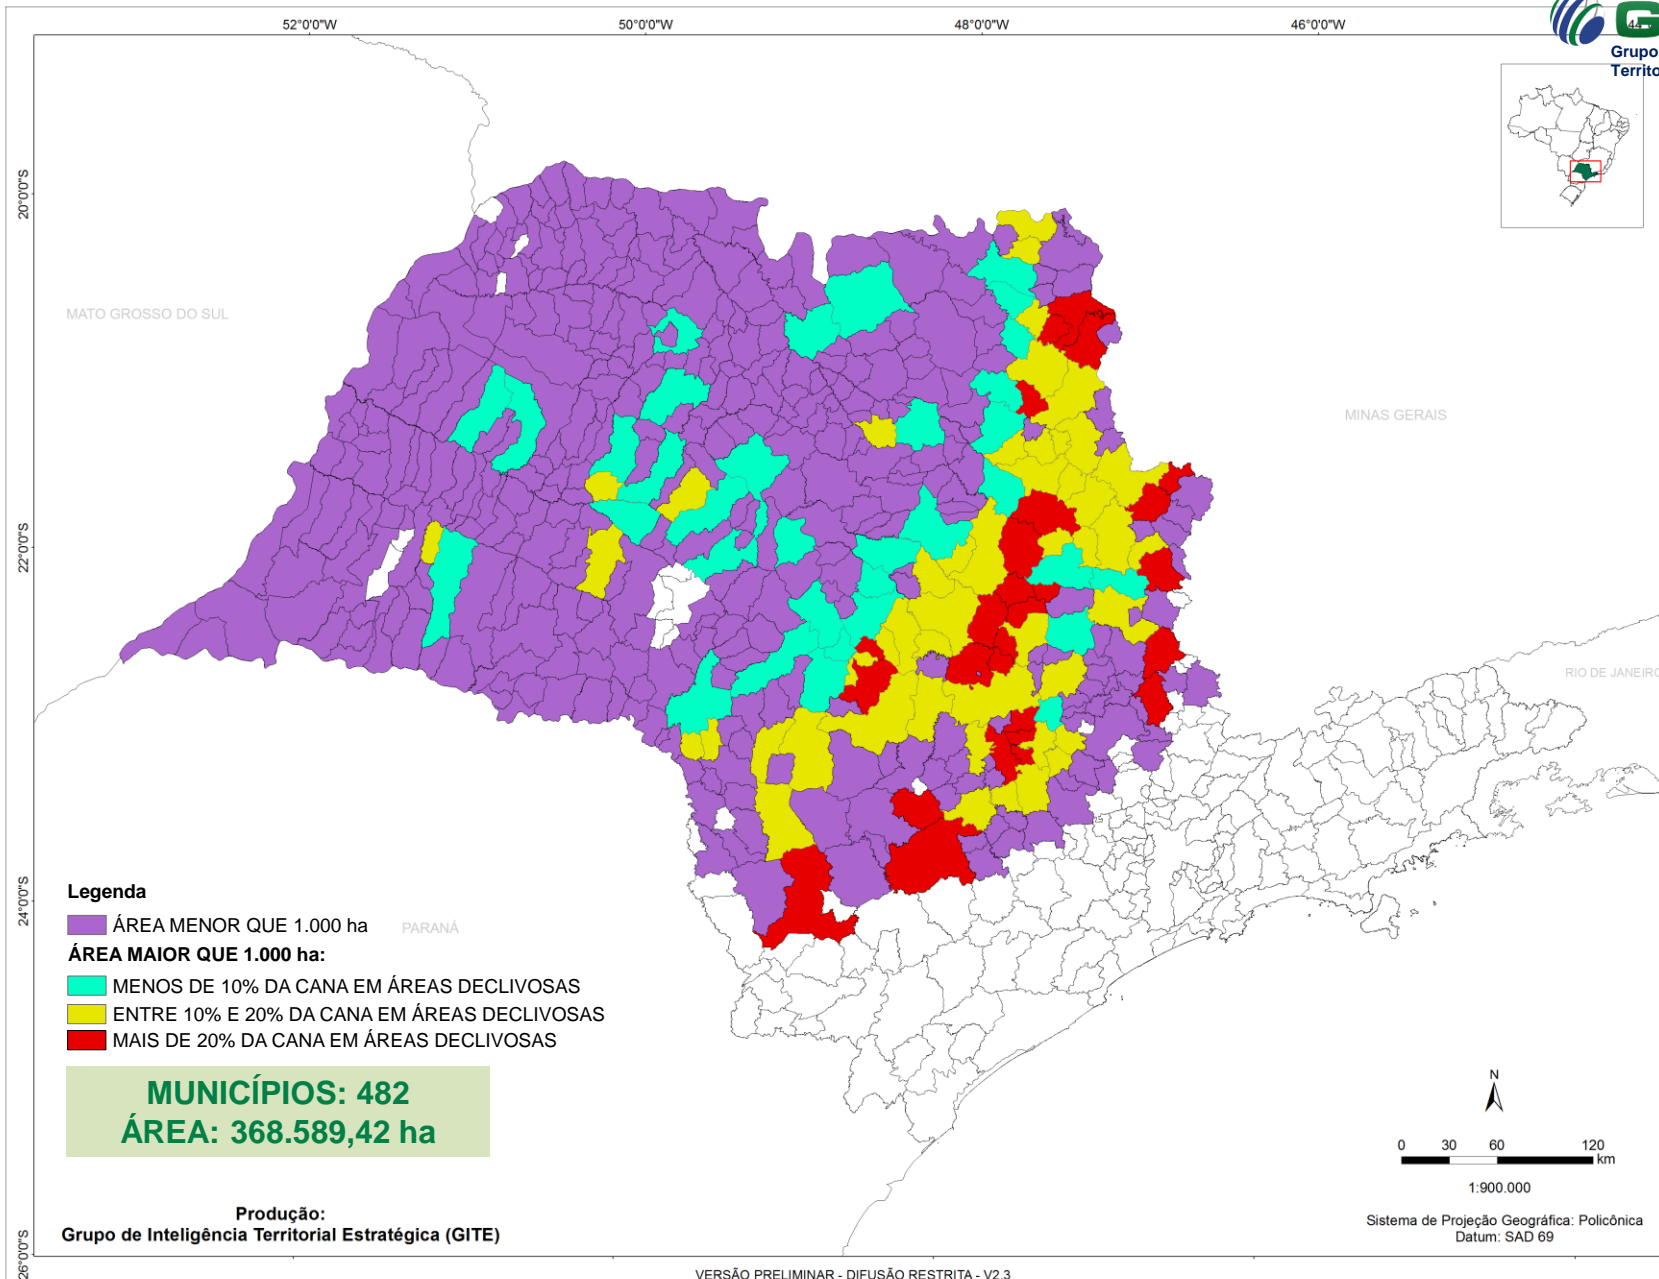 52°0'0"W
50°0'0"W
48°0'0"W
46°0'0"W
G
Grupo
Territo
20°0'0"S
22°0'0"S
24°0'0"S
26°0'0"S
MATO GROSSO DO SUL
MINAS GERAIS
RIO DE JANEIRO
PARANÁ
Legenda
ÁREA MENOR QUE 1.000 ha
ÁREA MAIOR QUE 1.000 ha:
MENOS DE 10% DA CANA EM ÁREAS DECLIVOSAS
ENTRE 10% E 20% DA CANA EM ÁREAS DECLIVOSAS
MAIS DE 20% DA CANA EM ÁREAS DECLIVOSAS
MUNICÍPIOS: 482
ÁREA: 368.589,42 ha
Produção:
Grupo de Inteligência Territorial Estratégica (GITE)
N
0 30 60 120
km
1:900.000
Sistema de Projeção Geográfica: Policônica
Datum: SAD 69
VERSÃO PRELIMINAR - DIFUSÃO RESTRITA - V2.3